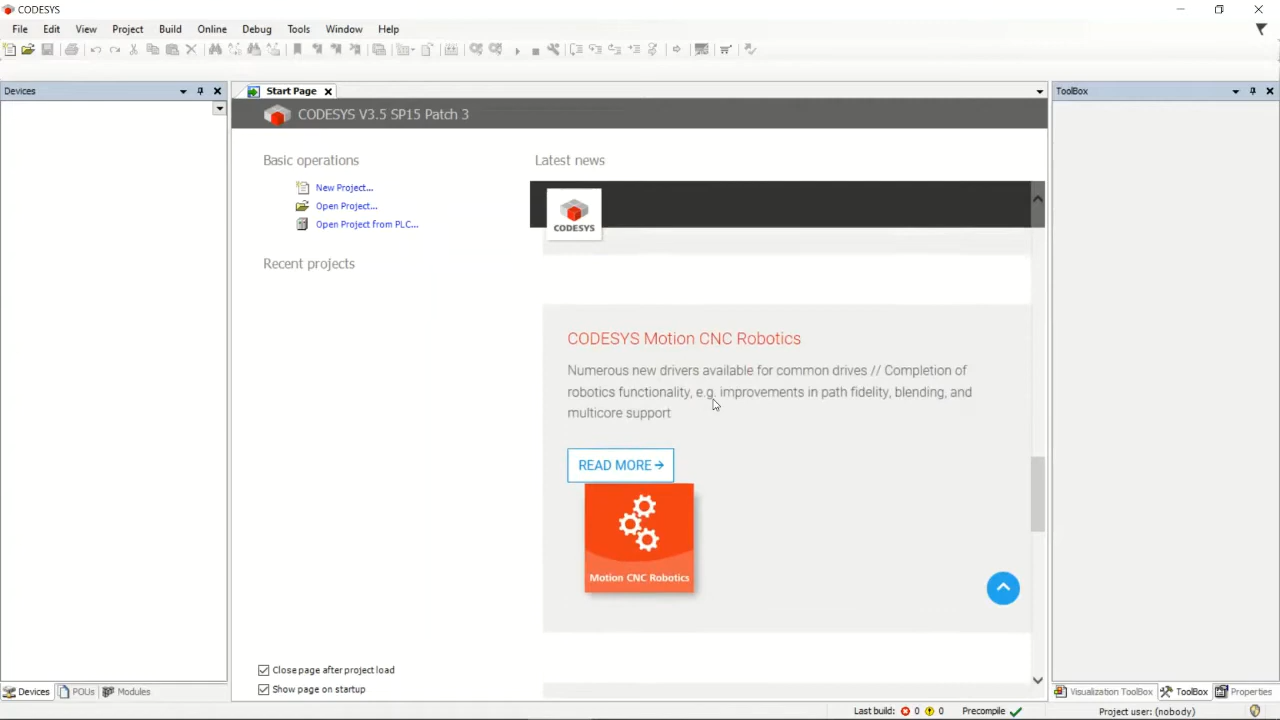 CODESYS
File Edit View Project Build Online Debug Tools Window Help
Devices
Start Page
ToolBox
CODESYS V3.5 SP15 Patch 3
Basic operations
New Project...
Open Project...
Open Project from PLC...
Recent projects
Latest news
CODESYS
CODESYS Motion CNC Robotics
Numerous new drivers available for common drives // Completion of
robotics functionality, e.g. improvements in path fidelity, blending, and
multicore support
READ MORE →
Motion CNC Robotics
Close page after project load
Show page on startup
Devices POUs Modules
Visualization ToolBox ToolBox Properties
Last build: 0 0 Precompile Project user: (nobody)